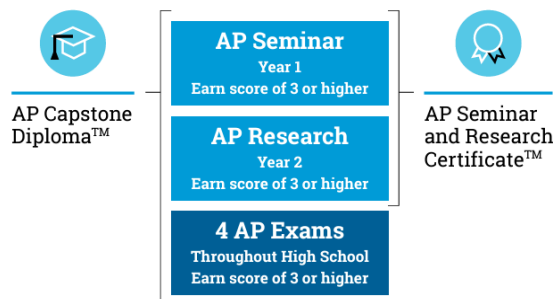 AP Seminar
Year 1
Earn score of 3 or higher
AP Capstone
Diploma™
AP Seminar
and Research
Certificate™
AP Research
Year 2
Earn score of 3 or higher
4 AP Exams
Throughout High School
Earn score of 3 or higher